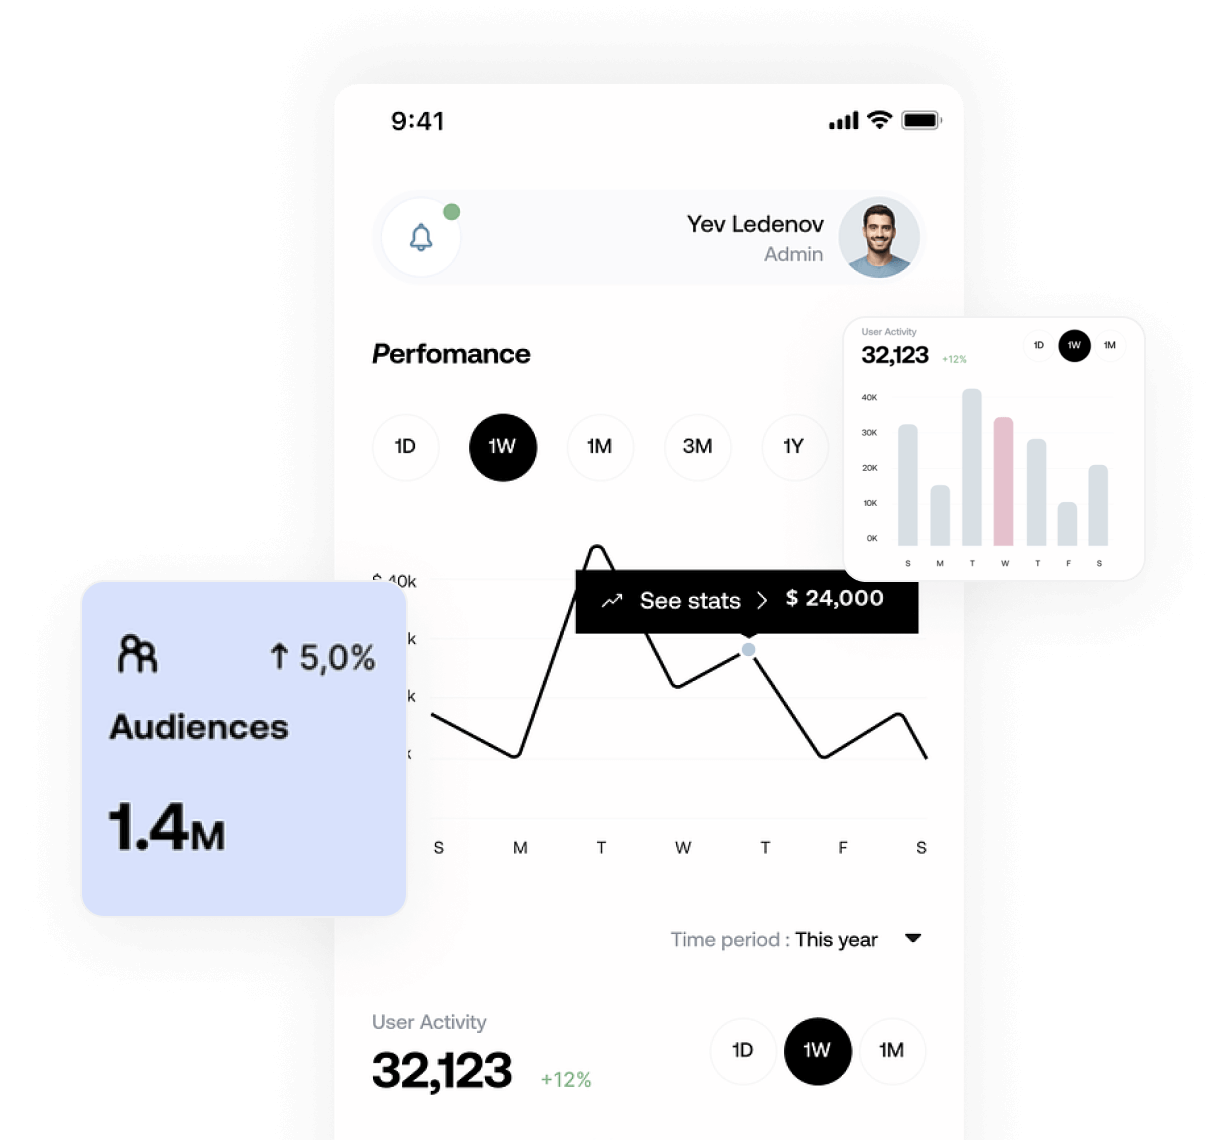 9:41
Yev Ledenov
Admin
Perfomance
1D 1W 1M 3M 1Y
User Activity
32,123 +12%
1D 1W 1M
40K
30K
20K
10K
0K
S M T W T F S
$ 40k
k
k
k
See stats $ 24,000
↑ 5,0%
Audiences
1.4M
S M T W T F S
Time period : This year
User Activity
32,123 +12%
1D 1W 1M